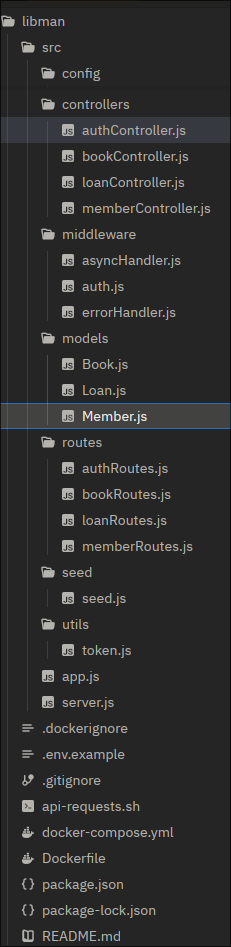 libman
src
config
controllers
authController.js
bookController.js
loanController.js
memberController.js
middleware
asyncHandler.js
auth.js
errorHandler.js
models
Book.js
Loan.js
Member.js
routes
authRoutes.js
bookRoutes.js
loanRoutes.js
memberRoutes.js
seed
seed.js
utils
token.js
app.js
server.js
.dockerignore
.env.example
.gitignore
api-requests.sh
docker-compose.yml
Dockerfile
package.json
package-lock.json
README.md